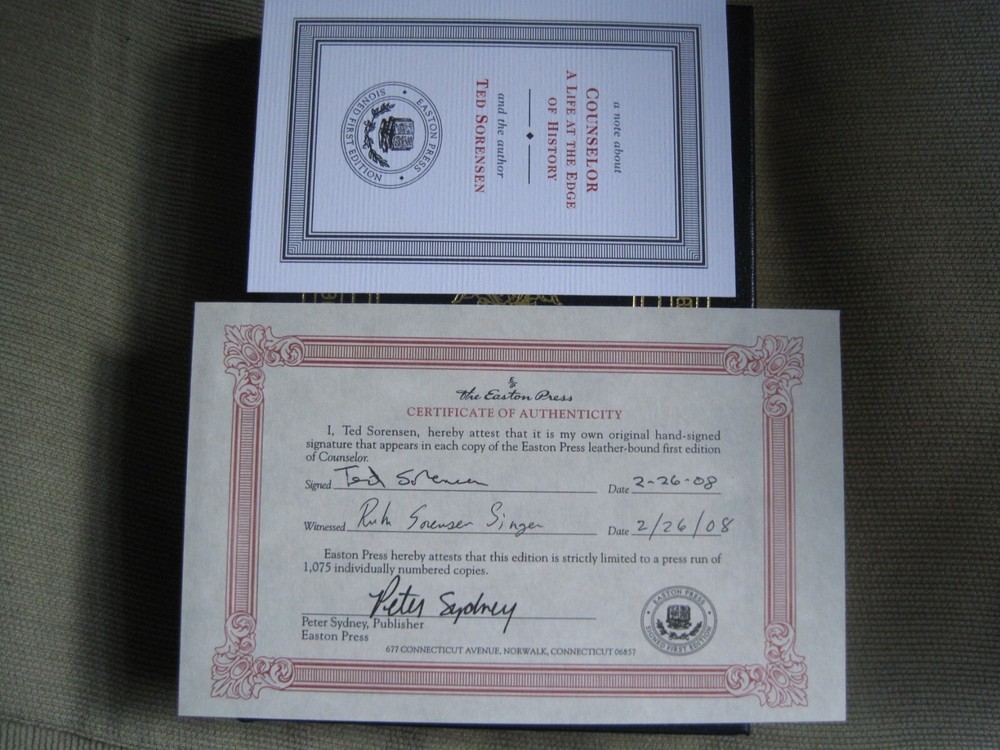 a note about
COUNSELOR
A LIFE AT THE EDGE
OF HISTORY
and the author
TED SORENSEN
EASTON PRESS
SIGNED FIRST EDITION
The Easton Press
CERTIFICATE OF AUTHENTICITY
I, Ted Sorensen, hereby attest that it is my own original hand-signed
signature that appears in each copy of the Easton Press leather-bound first edition
of Counselor.
Signed Ted Sorensen Date 2-26-08
Witnessed Ruth Sorensen Singer Date 2/26/08
Easton Press hereby attests that this edition is strictly limited to a press run of
1,075 individually numbered copies.
Peter Sydney
Peter Sydney, Publisher
Easton Press
EASTON PRESS
SIGNED FIRST EDITION
677 CONNECTICUT AVENUE, NORWALK, CONNECTICUT 06857